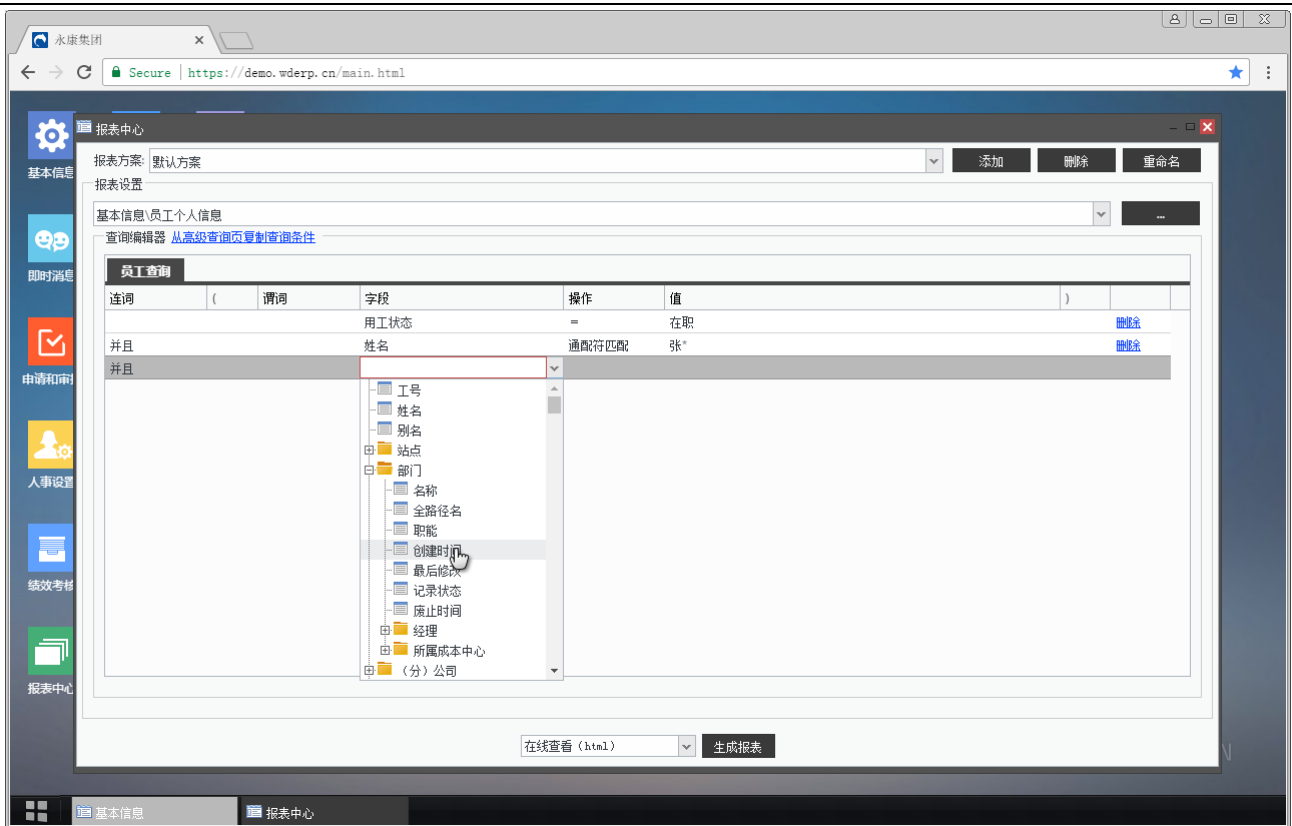 永康集团
Secure | https://demo.wderp.cn/main.html
报表中心
基本信息
报表方案: 默认方案 添加 删除 重命名
报表设置
基本信息\员工个人信息 ...
查询编辑器 从高级查询页复制查询条件
即时消息
员工查询
连词 ( 谓词 字段 操作 值 )
用工状态 = 在职 删除
并且 姓名 通配符匹配 张* 删除
并且
申请和审
工号
姓名
别名
站点
部门
人事设置
名称
全路径名
职能
创建时间
最后修改
绩效考核
记录状态
废止时间
经理
所属成本中心
(分)公司
报表中心
在线查看(html) 生成报表
N
基本信息 报表中心